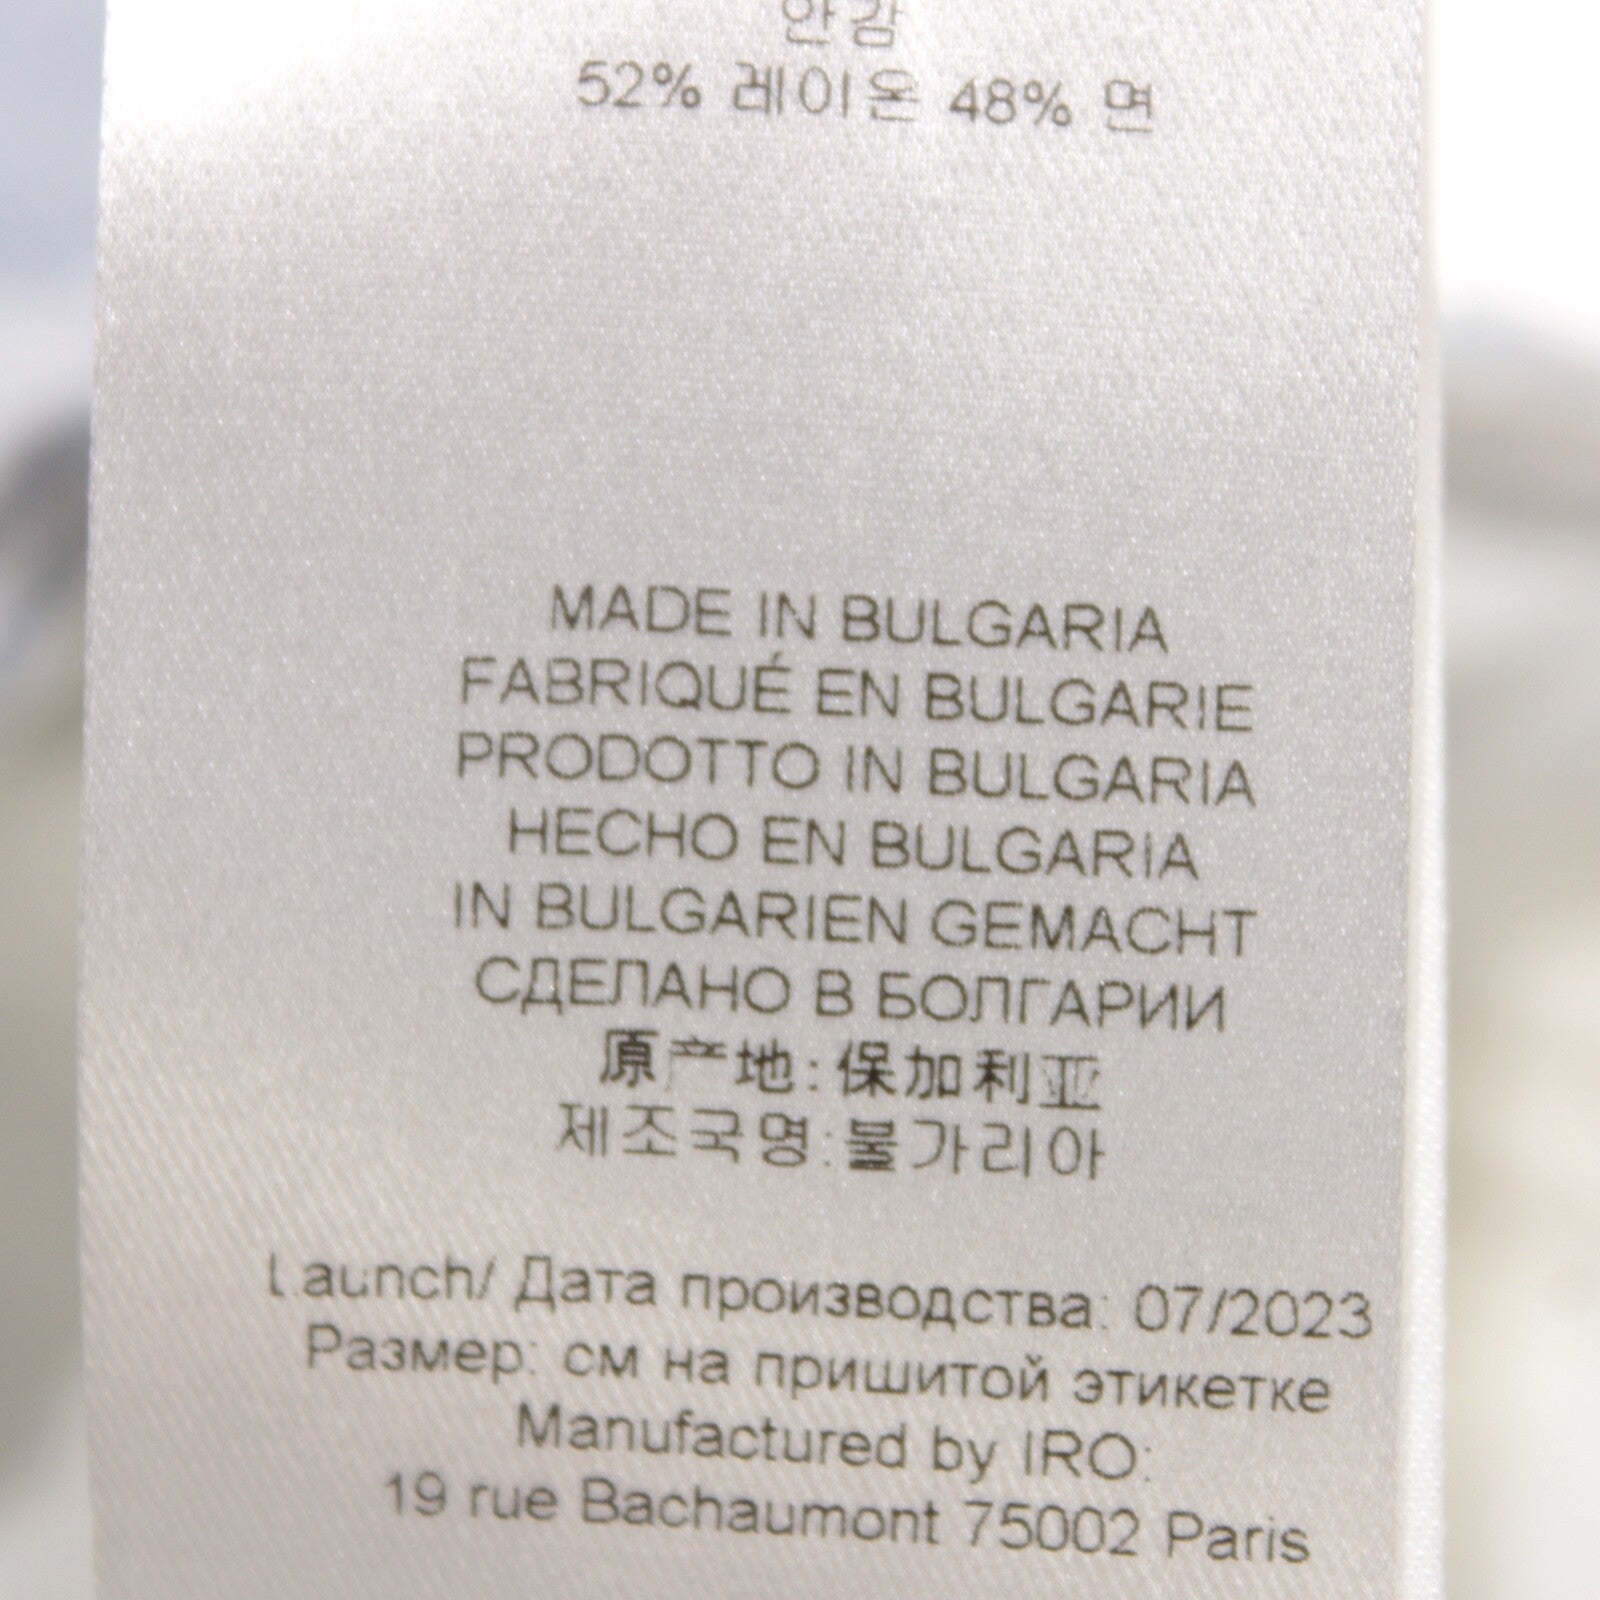 안감
52% 레이온 48% 면
MADE IN BULGARIA
FABRIQUÉ EN BULGARIE
PRODOTTO IN BULGARIA
HECHO EN BULGARIA
IN BULGARIEN GEMACHT
СДЕЛАНО В БОЛГАРИИ
原产地: 保加利亚
제조국명: 불가리아
Launch/ Дата производства: 07/2023
Размер: см на пришитой этикетке
Manufactured by IRO:
19 rue Bachaumont 75002 Paris